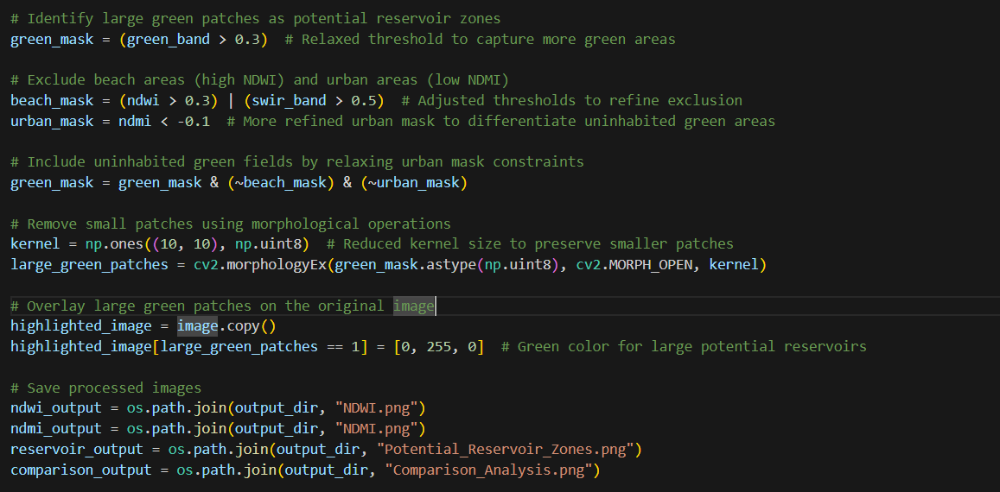 # Identify large green patches as potential reservoir zones
green_mask = (green_band > 0.3)  # Relaxed threshold to capture more green areas
# Exclude beach areas (high NDWI) and urban areas (low NDMI)
beach_mask = (ndwi > 0.3) | (swir_band > 0.5)  # Adjusted thresholds to refine exclusion
urban_mask = ndmi < -0.1  # More refined urban mask to differentiate uninhabited green areas
# Include uninhabited green fields by relaxing urban mask constraints
green_mask = green_mask & (~beach_mask) & (~urban_mask)
# Remove small patches using morphological operations
kernel = np.ones((10, 10), np.uint8)  # Reduced kernel size to preserve smaller patches
large_green_patches = cv2.morphologyEx(green_mask.astype(np.uint8), cv2.MORPH_OPEN, kernel)
# Overlay large green patches on the original image
highlighted_image = image.copy()
highlighted_image[large_green_patches == 1] = [0, 255, 0]  # Green color for large potential reservoirs
# Save processed images
ndwi_output = os.path.join(output_dir, "NDWI.png")
ndmi_output = os.path.join(output_dir, "NDMI.png")
reservoir_output = os.path.join(output_dir, "Potential_Reservoir_Zones.png")
comparison_output = os.path.join(output_dir, "Comparison_Analysis.png")